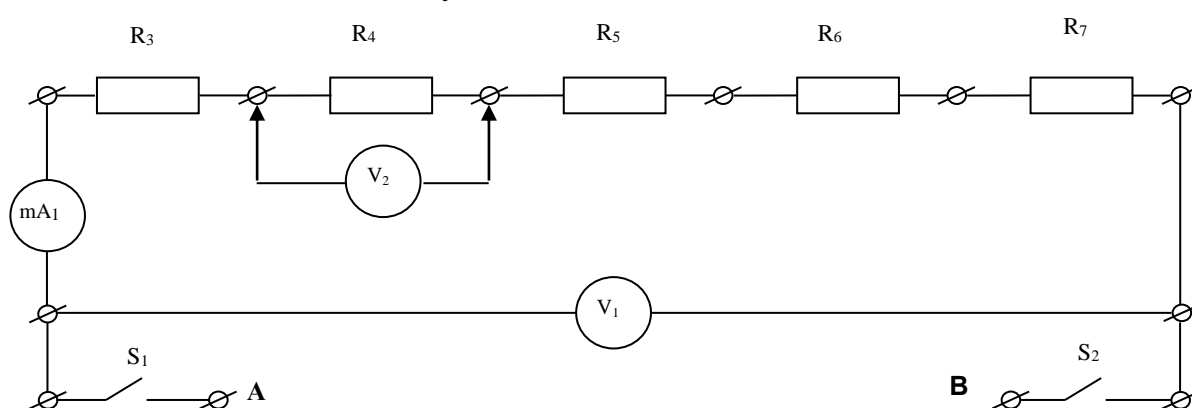 R₃ R₄ R₅ R₆ R₇
V₂
mA₁
V₁
S₁ S₂
A B